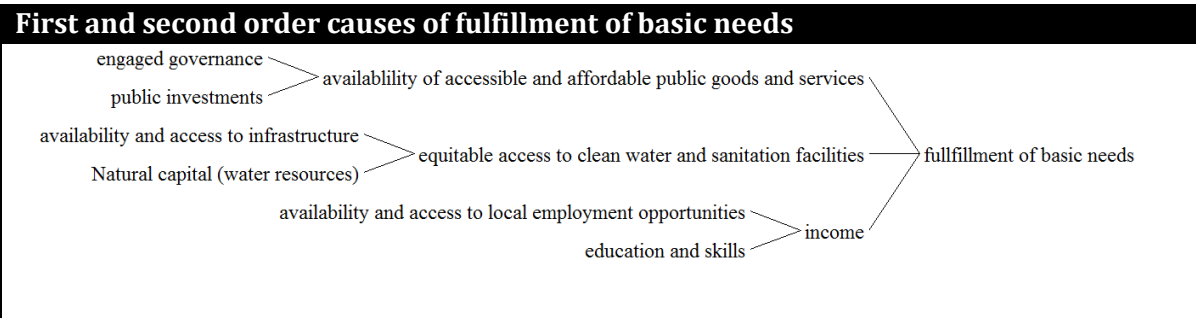 First and second order causes of fulfillment of basic needs
engaged governance
availablility of accessible and affordable public goods and services
public investments
availability and access to infrastructure
equitable access to clean water and sanitation facilities
fullfillment of basic needs
Natural capital (water resources)
availability and access to local employment opportunities
income
education and skills